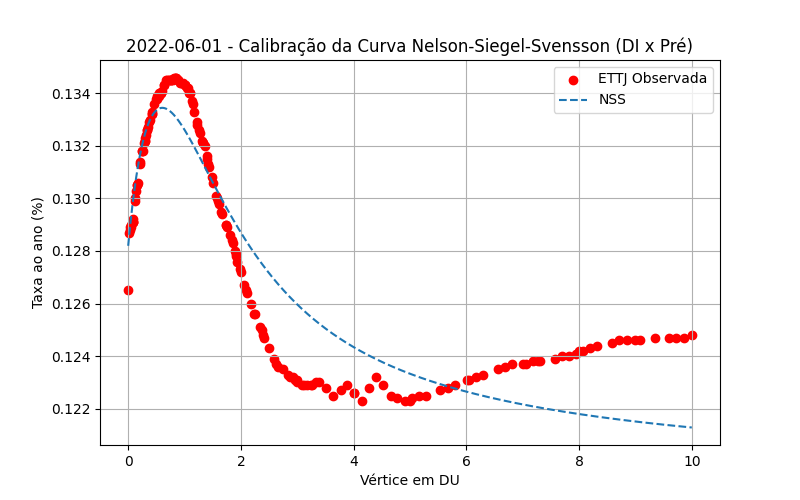 2022-06-01 - Calibração da Curva Nelson-Siegel-Svensson (DI x Pré)
ETTJ Observada
NSS
Taxa ao ano (%)
0.134
0.132
0.130
0.128
0.126
0.124
0.122
0 2 4 6 8 10
Vértice em DU